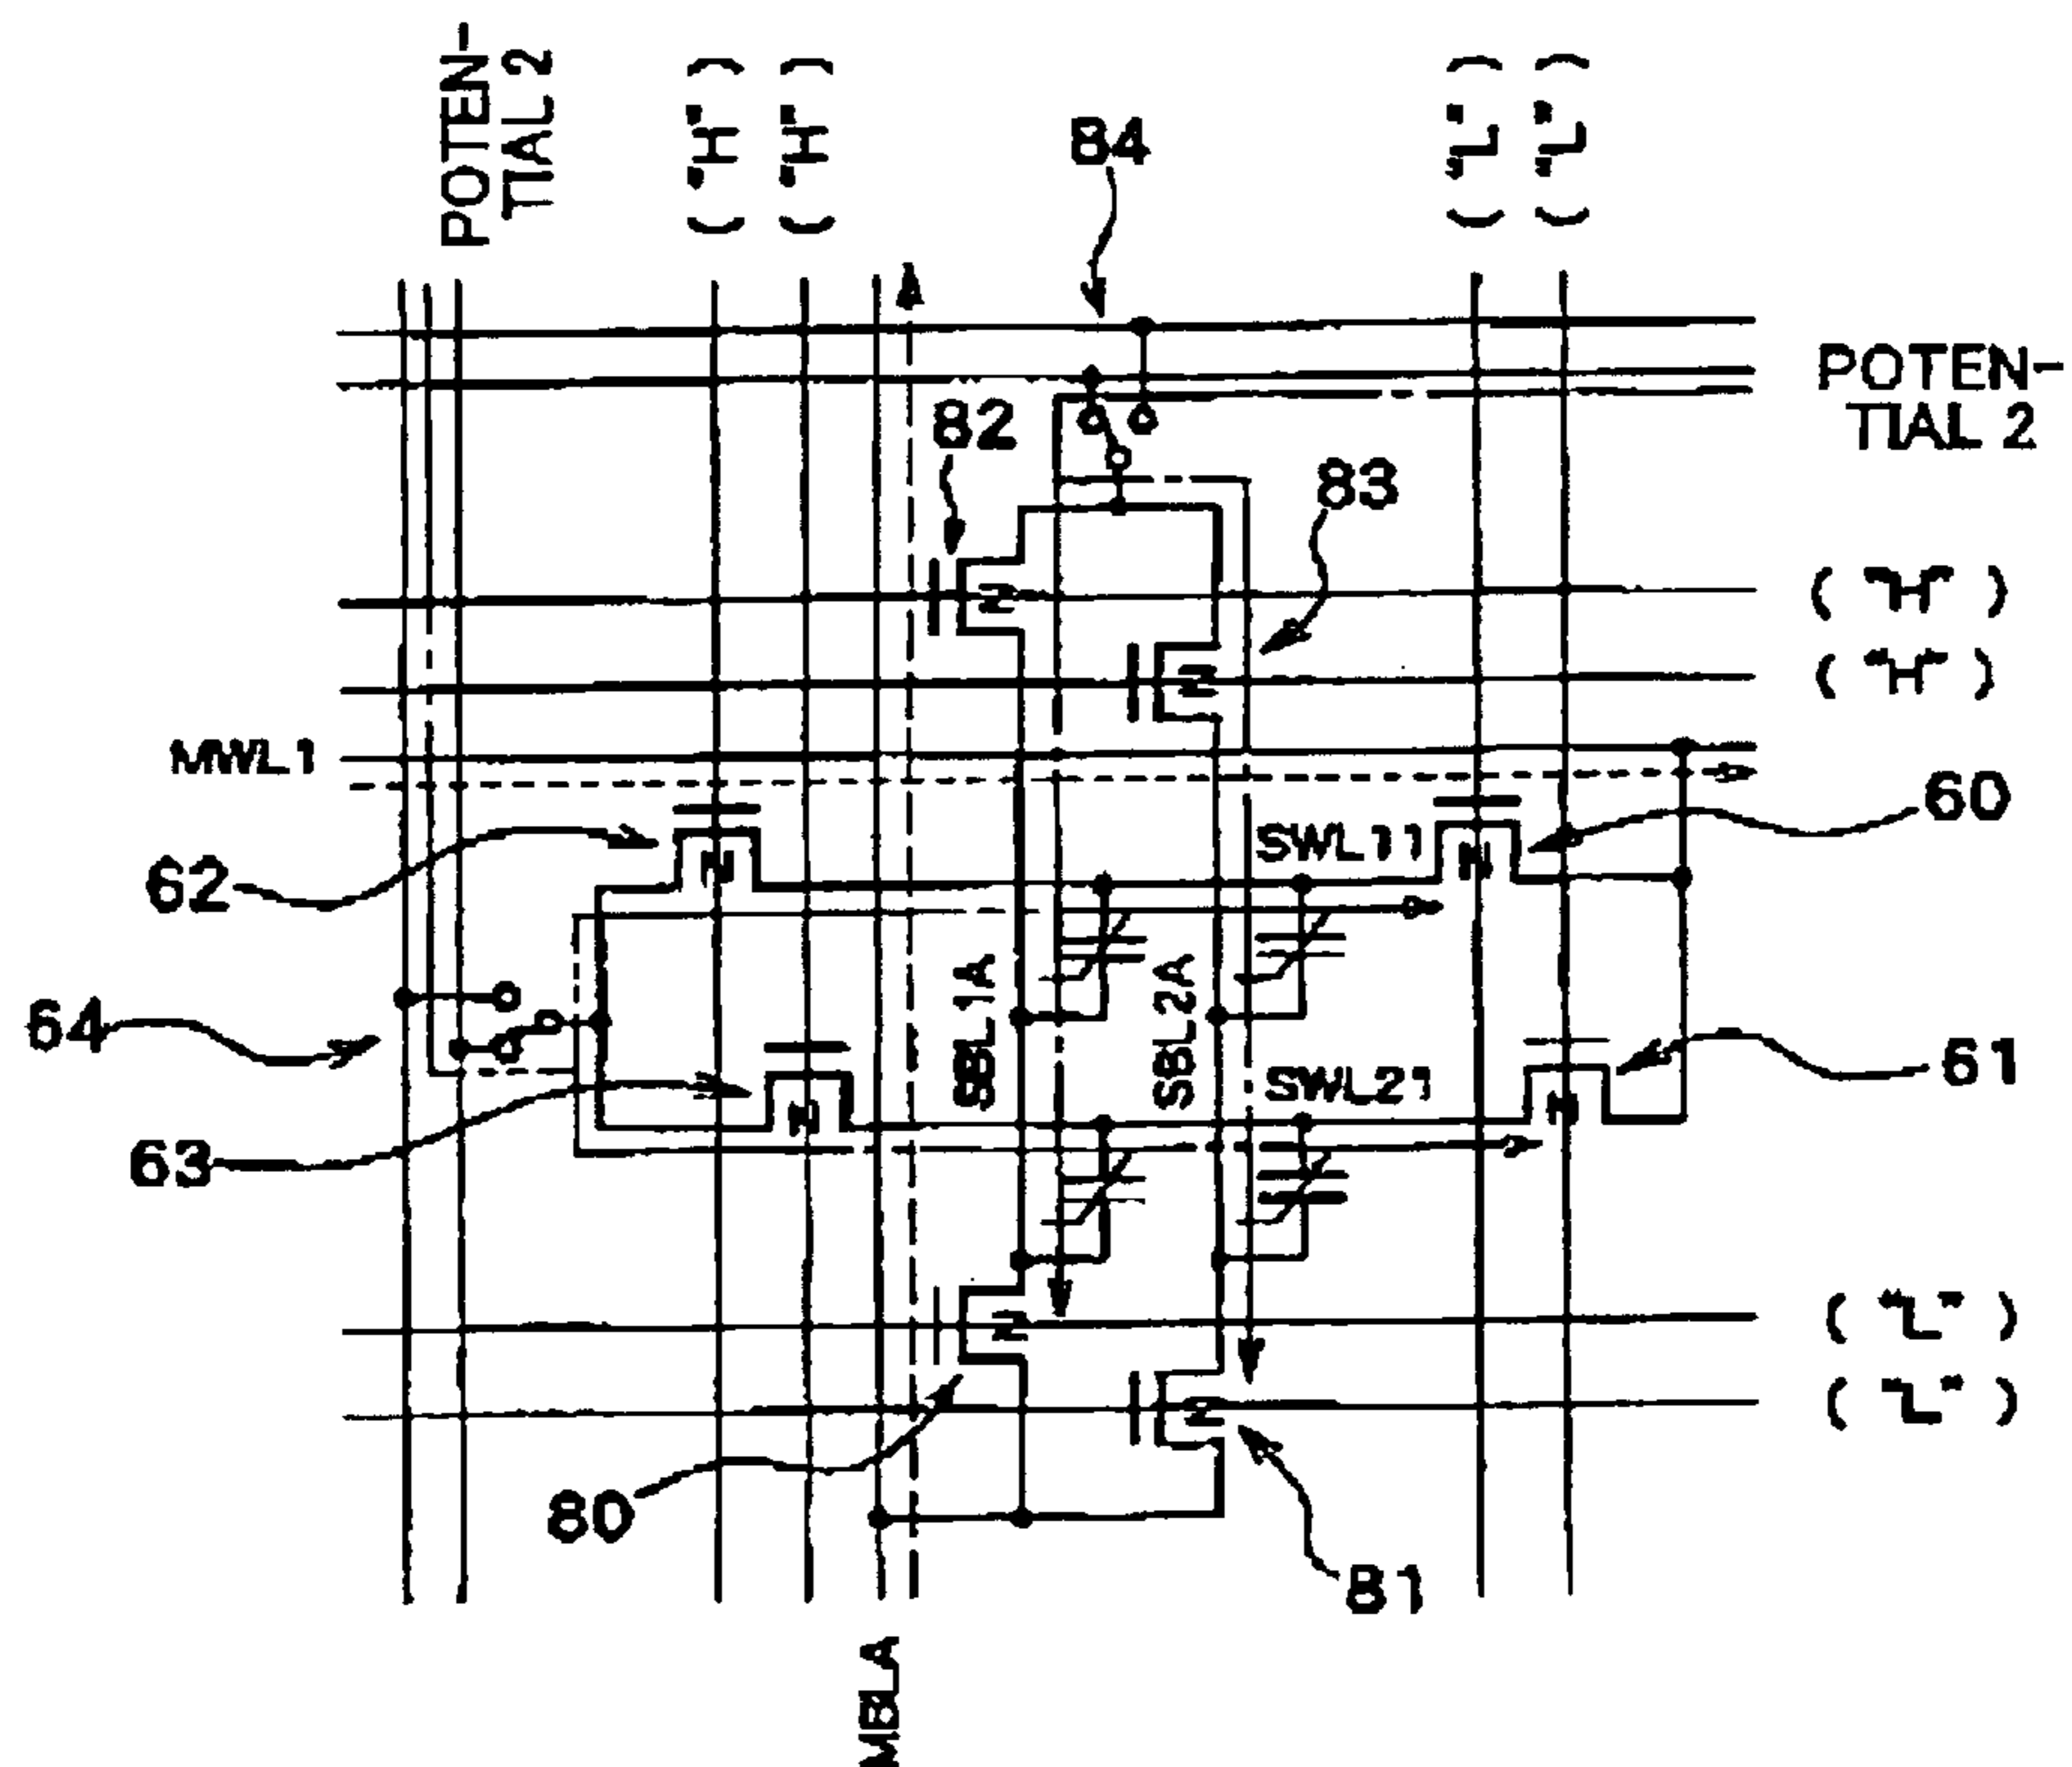 POTEN-
TIAL 2
("H")
("H")
84
("L")
("L")
POTEN-
TIAL 2
82
83
("H")
("H")
MWL1
60
62
SWL11
N
N
N
N
64
SBL1A
SBL2A
61
SWL21
63
N
N
("L")
N
("L")
N
80
81
MBLA